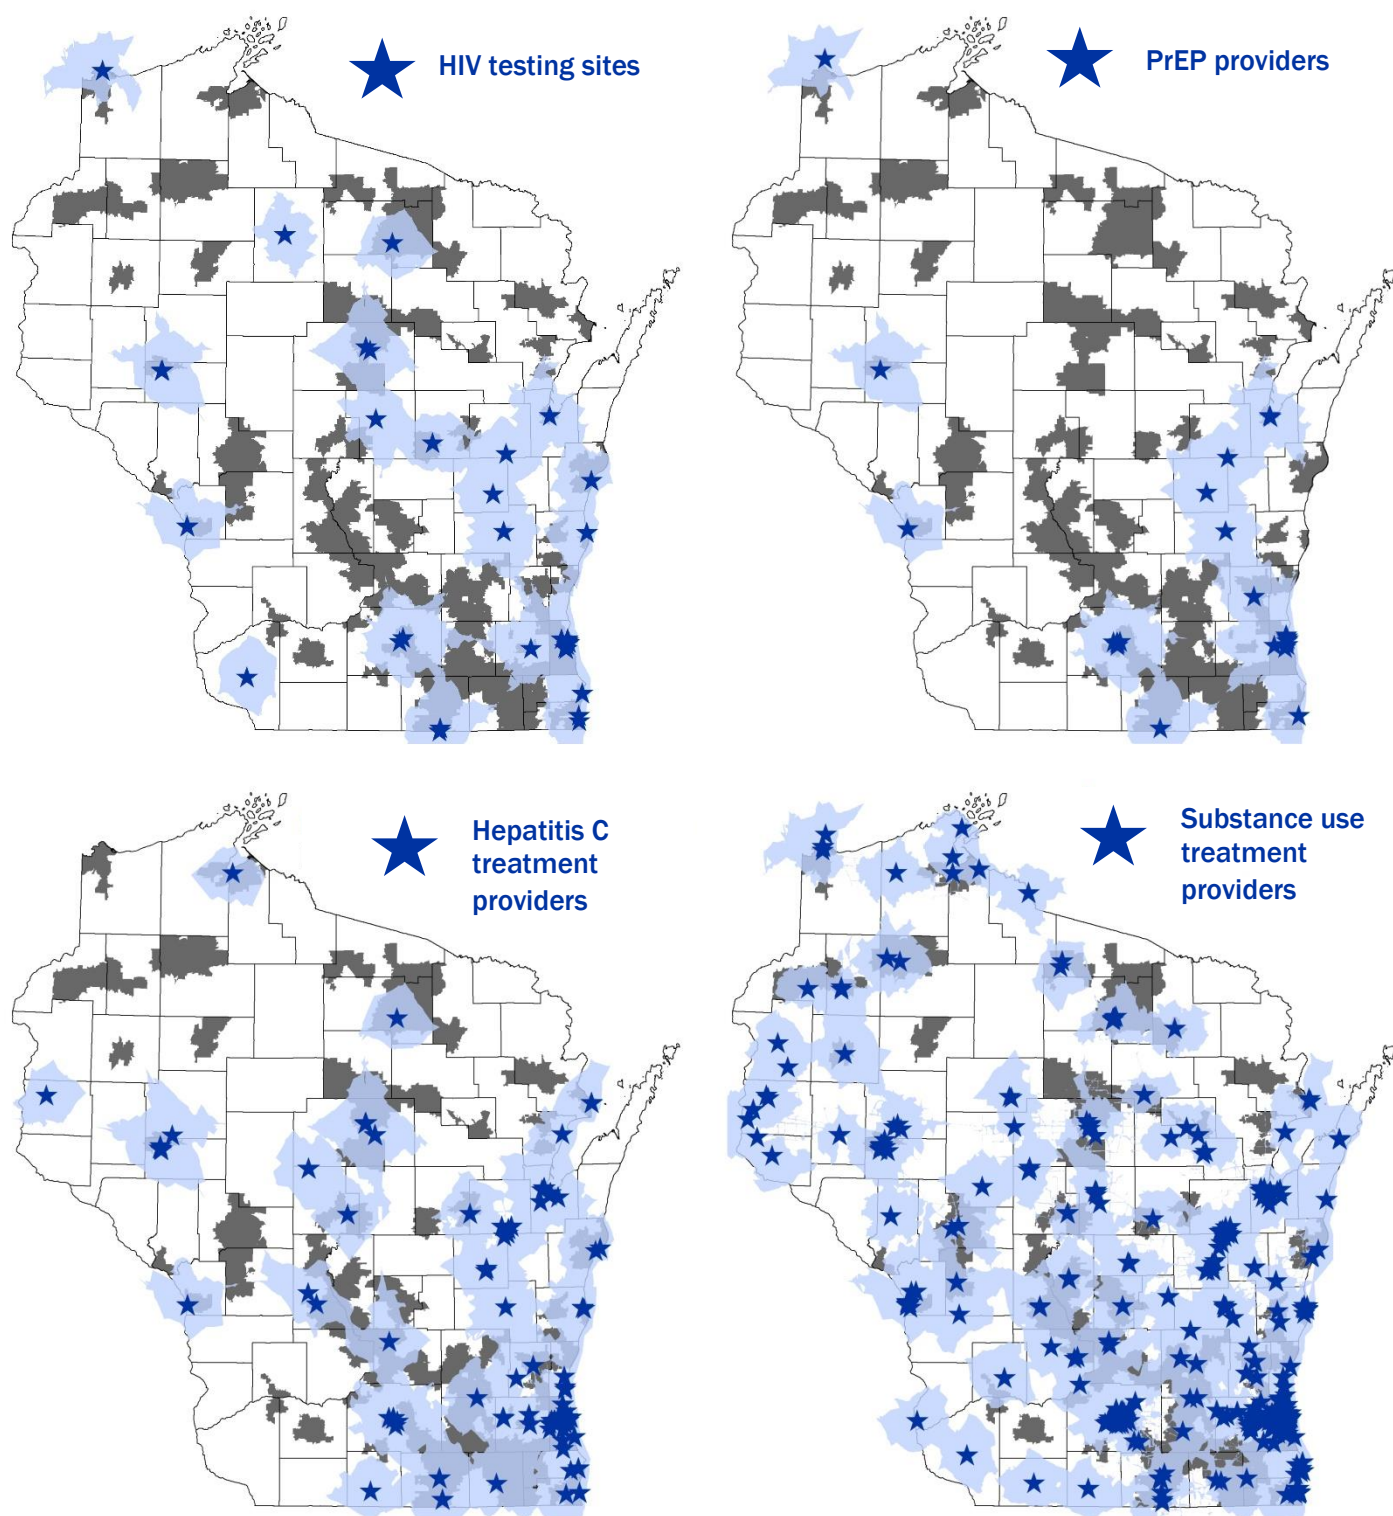 HIV testing sites
PrEP providers
Hepatitis C
treatment
providers
Substance use
treatment
providers